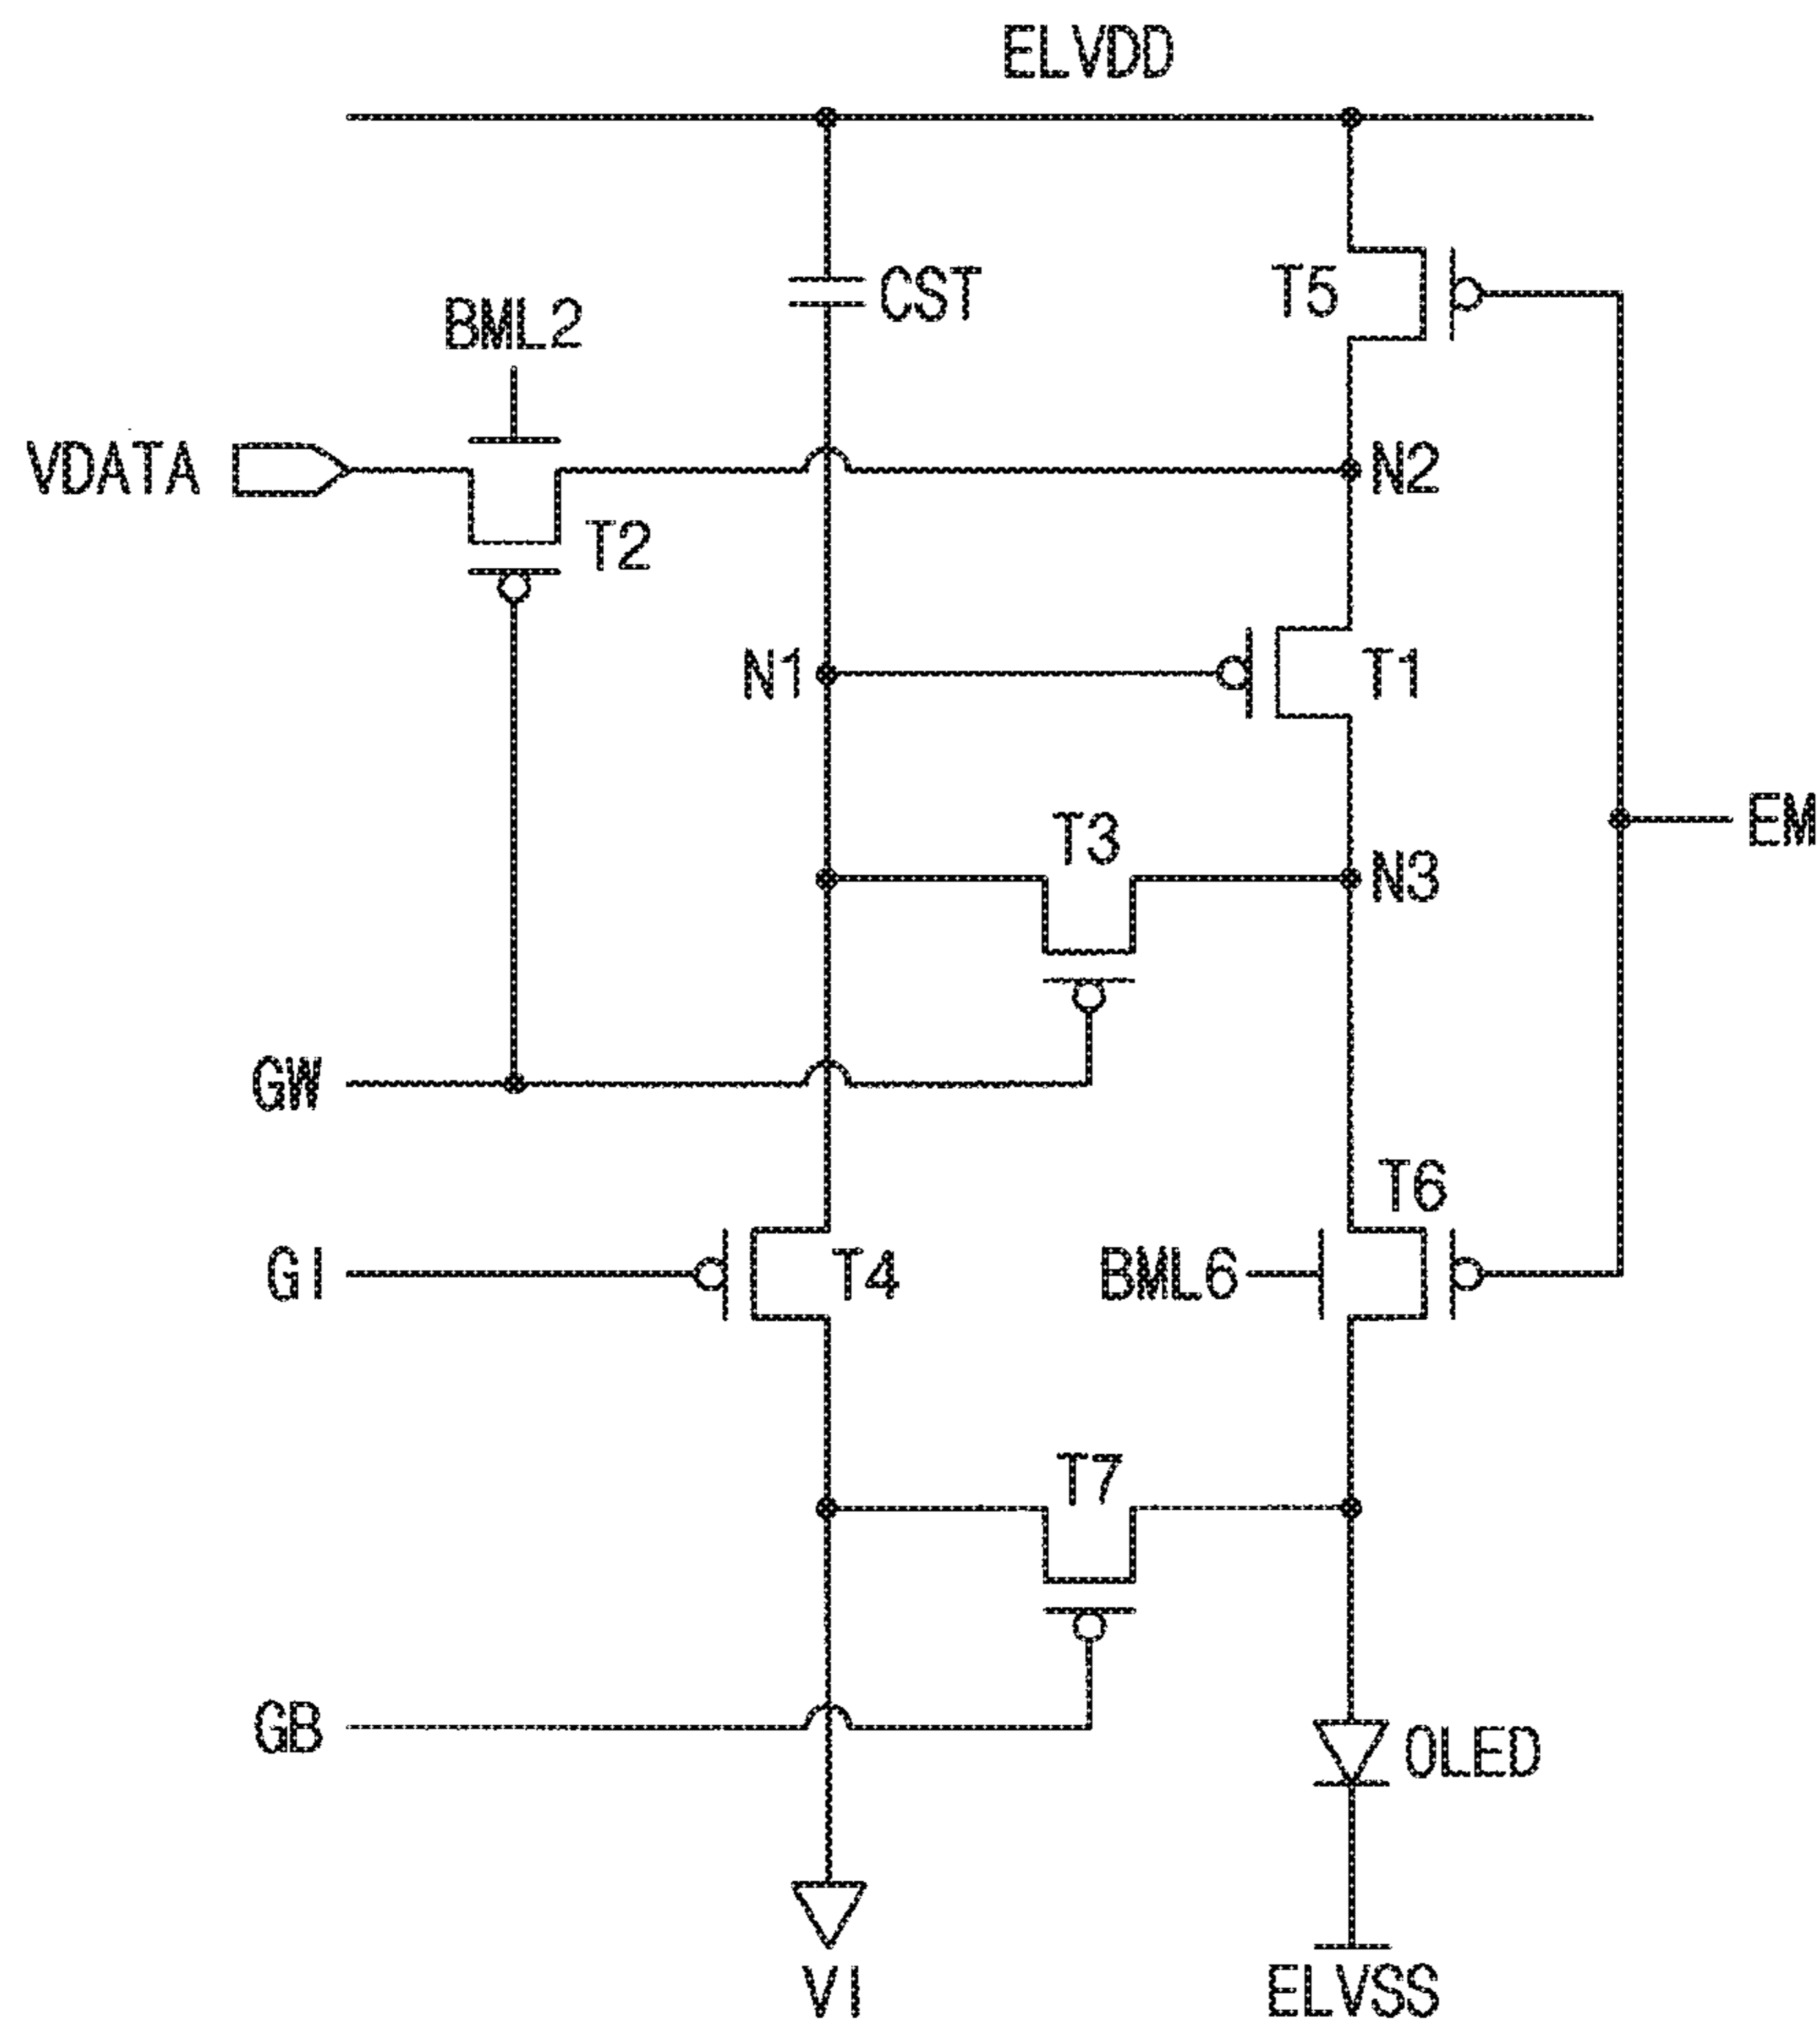 ELVDD
CST
T5
BML2
VDATA
N2
T2
N1
T1
T3
EM
N3
GW
T6
GI
T4
BML6
T7
GB
OLED
VI
ELVSS